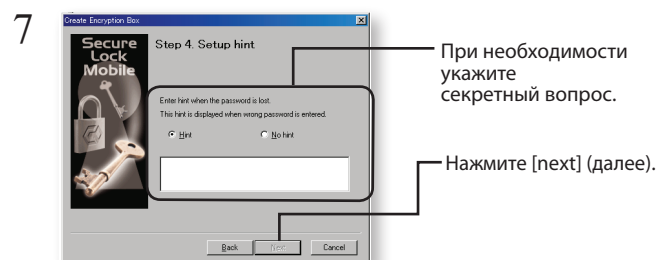 7
Create Encryption Box
Secure
Lock
Mobile
Step 4. Setup hint
Enter hint when the password is lost.
This hint is displayed when wrong password is entered.
Hint
No hint
Back
Next
Cancel
При необходимости
укажите
секретный вопрос.
Нажмите [next] (далее).